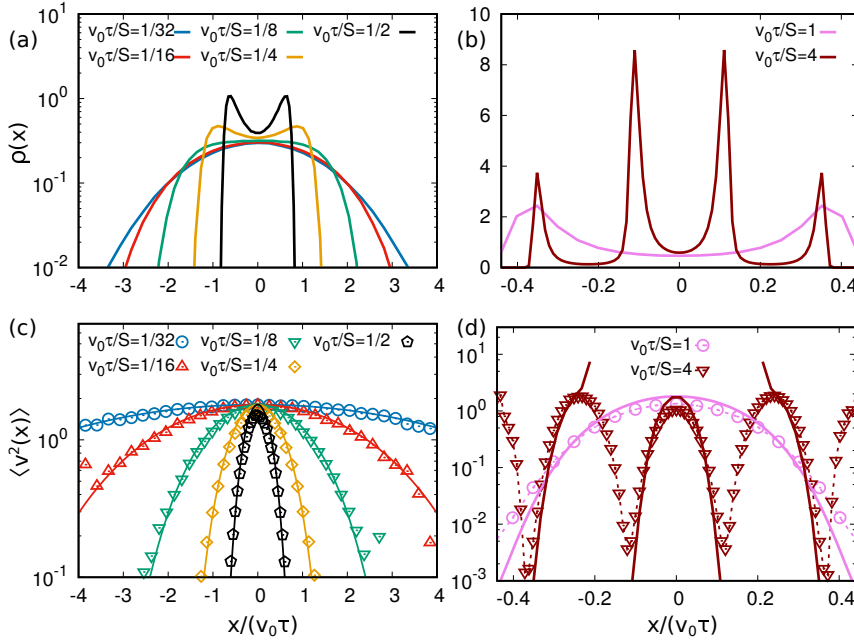 (a)
v₀τ/S=1/32 v₀τ/S=1/8 v₀τ/S=1/2
v₀τ/S=1/16 v₀τ/S=1/4
10¹
10⁰
10⁻¹
10⁻²
ρ(x)
-4 -3 -2 -1 0 1 2 3 4
(b)
v₀τ/S=1
v₀τ/S=4
10
8
6
4
2
0
-0.4 -0.2 0 0.2 0.4
(c)
v₀τ/S=1/32 v₀τ/S=1/8 v₀τ/S=1/2
v₀τ/S=1/16 v₀τ/S=1/4
10⁰
10⁻¹
⟨v²(x)⟩
-4 -3 -2 -1 0 1 2 3 4
x/(v₀τ)
(d)
v₀τ/S=1
v₀τ/S=4
10¹
10⁰
10⁻¹
10⁻²
10⁻³
-0.4 -0.2 0 0.2 0.4
x/(v₀τ)